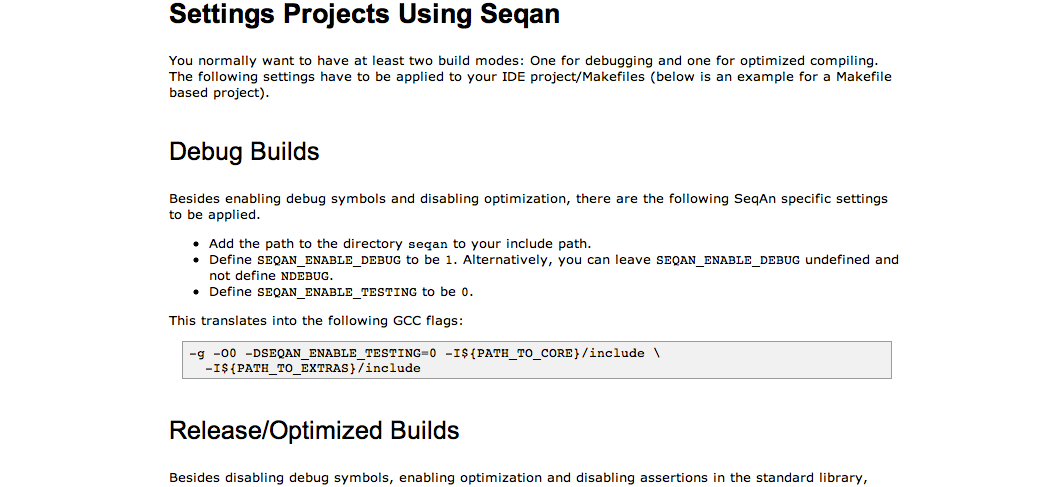 Settings Projects Using Seqan
You normally want to have at least two build modes: One for debugging and one for optimized compiling.
The following settings have to be applied to your IDE project/Makefiles (below is an example for a Makefile
based project).
Debug Builds
Besides enabling debug symbols and disabling optimization, there are the following SeqAn specific settings
to be applied.
• Add the path to the directory seqan to your include path.
• Define SEQAN_ENABLE_DEBUG to be 1. Alternatively, you can leave SEQAN_ENABLE_DEBUG undefined and
not define NDEBUG.
• Define SEQAN_ENABLE_TESTING to be 0.
This translates into the following GCC flags:
-g -O0 -DSEQAN_ENABLE_TESTING=0 -I${PATH_TO_CORE}/include \
-I${PATH_TO_EXTRAS}/include
Release/Optimized Builds
Besides disabling debug symbols, enabling optimization and disabling assertions in the standard library,